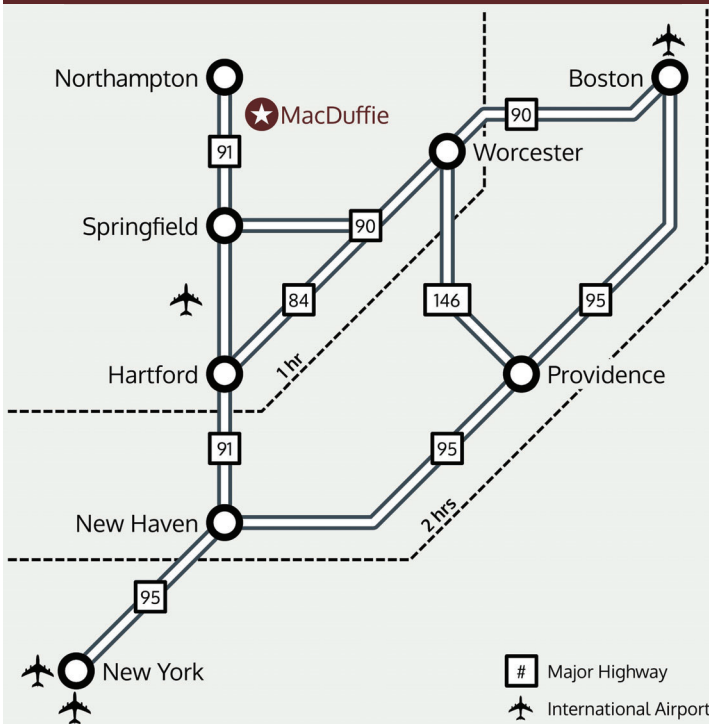 Northampton
Boston
MacDuffie
90
91
Worcester
Springfield
90
84
146
95
1 hr
Hartford
Providence
91
95
2 hrs
New Haven
95
New York
# Major Highway
International Airport